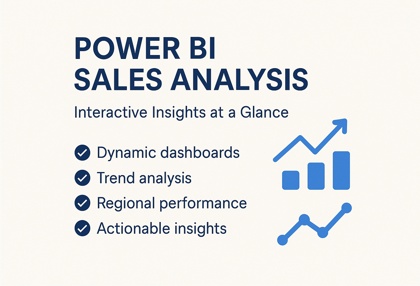 POWER BI
SALES ANALYSIS
Interactive Insights at a Glance
Dynamic dashboards
Trend analysis
Regional performance
Actionable insights